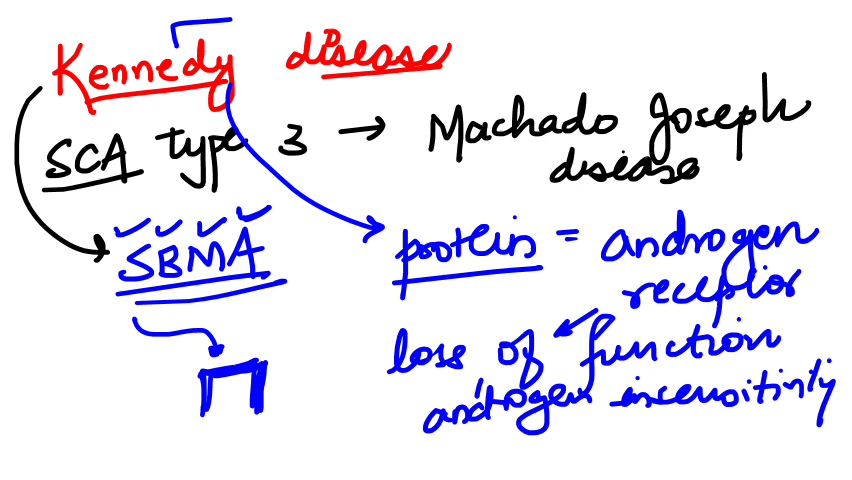 Kennedy disease
SCA type 3 → Machado Joseph
disease
SBMA
protein = androgen
receptor
loss of function
androgen insensitivity